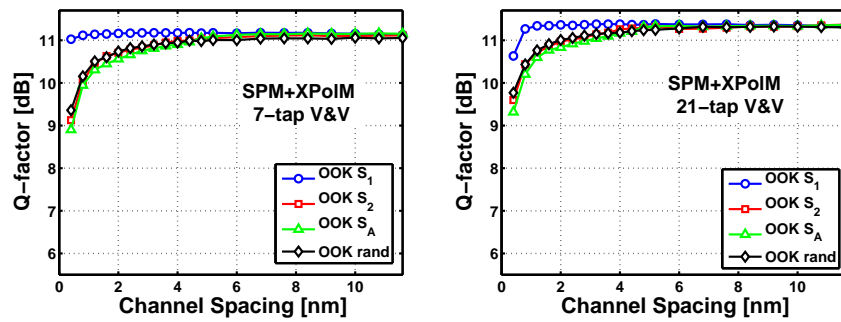 11
10
9
8
7
6
Q−factor [dB]
SPM+XPolM
7−tap V&V
OOK S1
OOK S2
OOK SA
OOK rand
0 2 4 6 8 10
Channel Spacing [nm]
11
10
9
8
7
6
Q−factor [dB]
SPM+XPolM
21−tap V&V
OOK S1
OOK S2
OOK SA
OOK rand
0 2 4 6 8 10
Channel Spacing [nm]